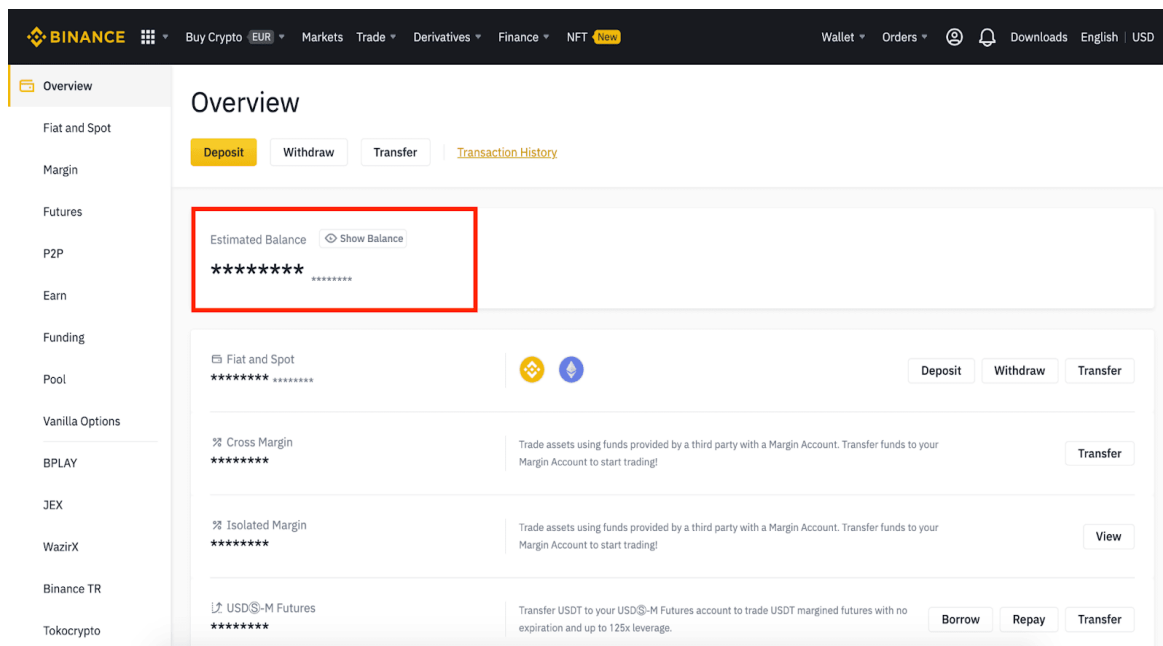 BINANCE Buy Crypto EUR Markets Trade Derivatives Finance NFT New Wallet Orders Downloads English USD
Overview
Fiat and Spot
Margin
Futures
P2P
Earn
Funding
Pool
Vanilla Options
BPLAY
JEX
WazirX
Binance TR
Tokocrypto
Overview
Deposit Withdraw Transfer Transaction History
Estimated Balance Show Balance
******** ********
Fiat and Spot
******** ********
Deposit Withdraw Transfer
Cross Margin
********
Trade assets using funds provided by a third party with a Margin Account. Transfer funds to your
Margin Account to start trading!
Transfer
Isolated Margin
********
Trade assets using funds provided by a third party with a Margin Account. Transfer funds to your
Margin Account to start trading!
View
USDⓈ-M Futures
********
Transfer USDT to your USDⓈ-M Futures account to trade USDT margined futures with no
expiration and up to 125x leverage.
Borrow Repay Transfer